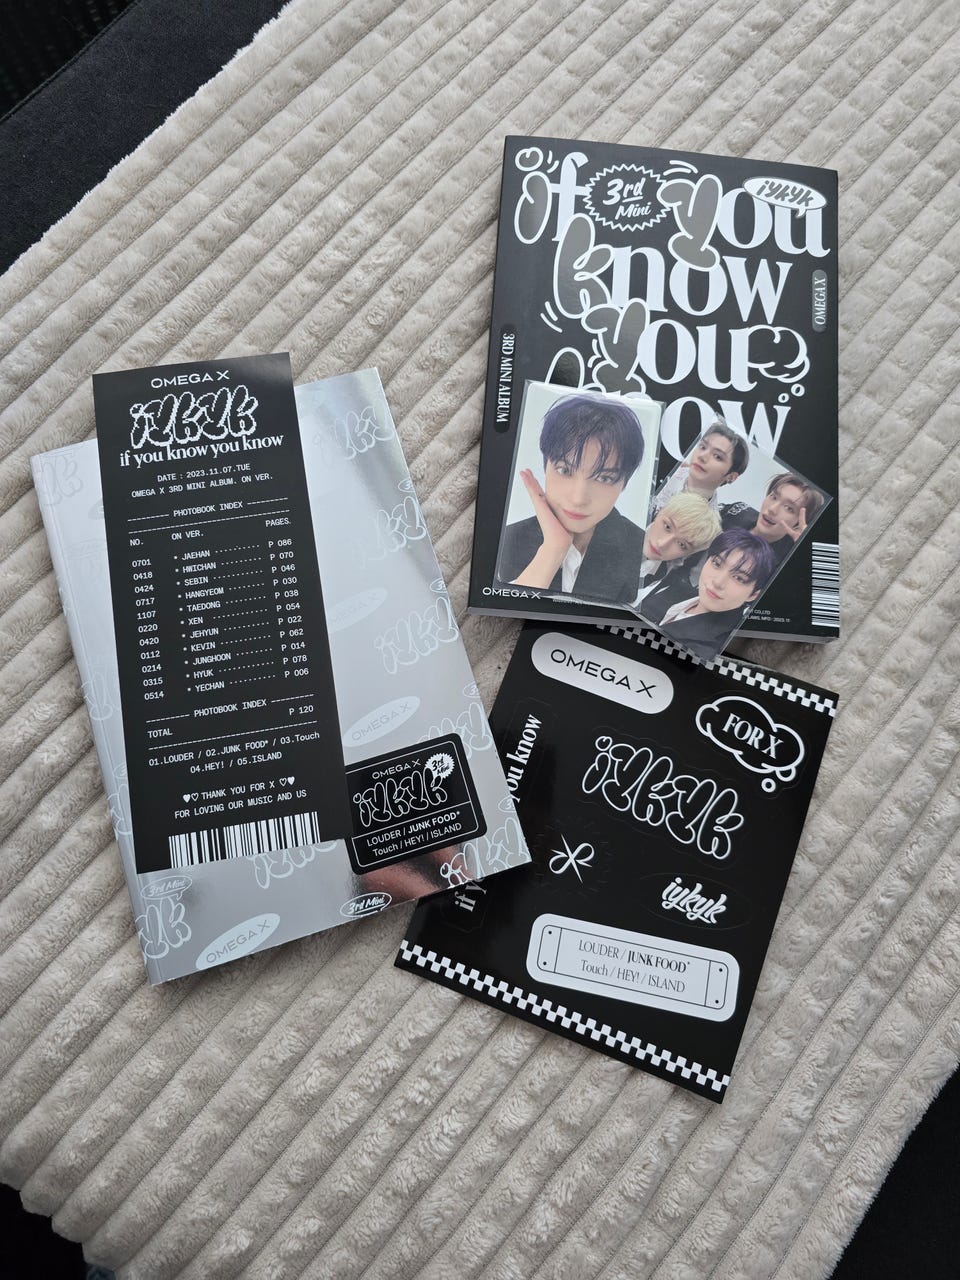 OMEGA X
iykyk
if you know you know
DATE : 2023.11.07.TUE
OMEGA X 3RD MINI ALBUM. ON VER.
PHOTOBOOK INDEX
NO. ON VER. PAGES.
0701 * JAEHAN P 086
0418 * HWICHAN P 070
0424 * SEBIN P 046
0717 * HANGYEOM P 030
1107 * TAEDONG P 038
0220 * XEN P 054
0420 * JEHYUN P 022
0112 * KEVIN P 062
0214 * JUNGHOON P 014
0315 * HYUK P 078
0514 * YECHAN P 006
PHOTOBOOK INDEX
TOTAL P 120
01.LOUDER / 02.JUNK FOOD* / 03.Touch
04.HEY! / 05.ISLAND
♥♡ THANK YOU FOR X ♡♥
FOR LOVING OUR MUSIC AND US
OMEGA X
3rd Mini
iykyk
LOUDER / JUNK FOOD*
Touch / HEY! / ISLAND
OMEGA X
3rd Mini
3rd Mini
OMEGA X
if you
3rd Mini
iykyk
know
you
know
OMEGA X
3RD MINI ALBUM
OMEGA X
OMEGA X
FOR X
you know
iykyk
iykyk
if y
LOUDER / JUNK FOOD*
Touch / HEY! / ISLAND